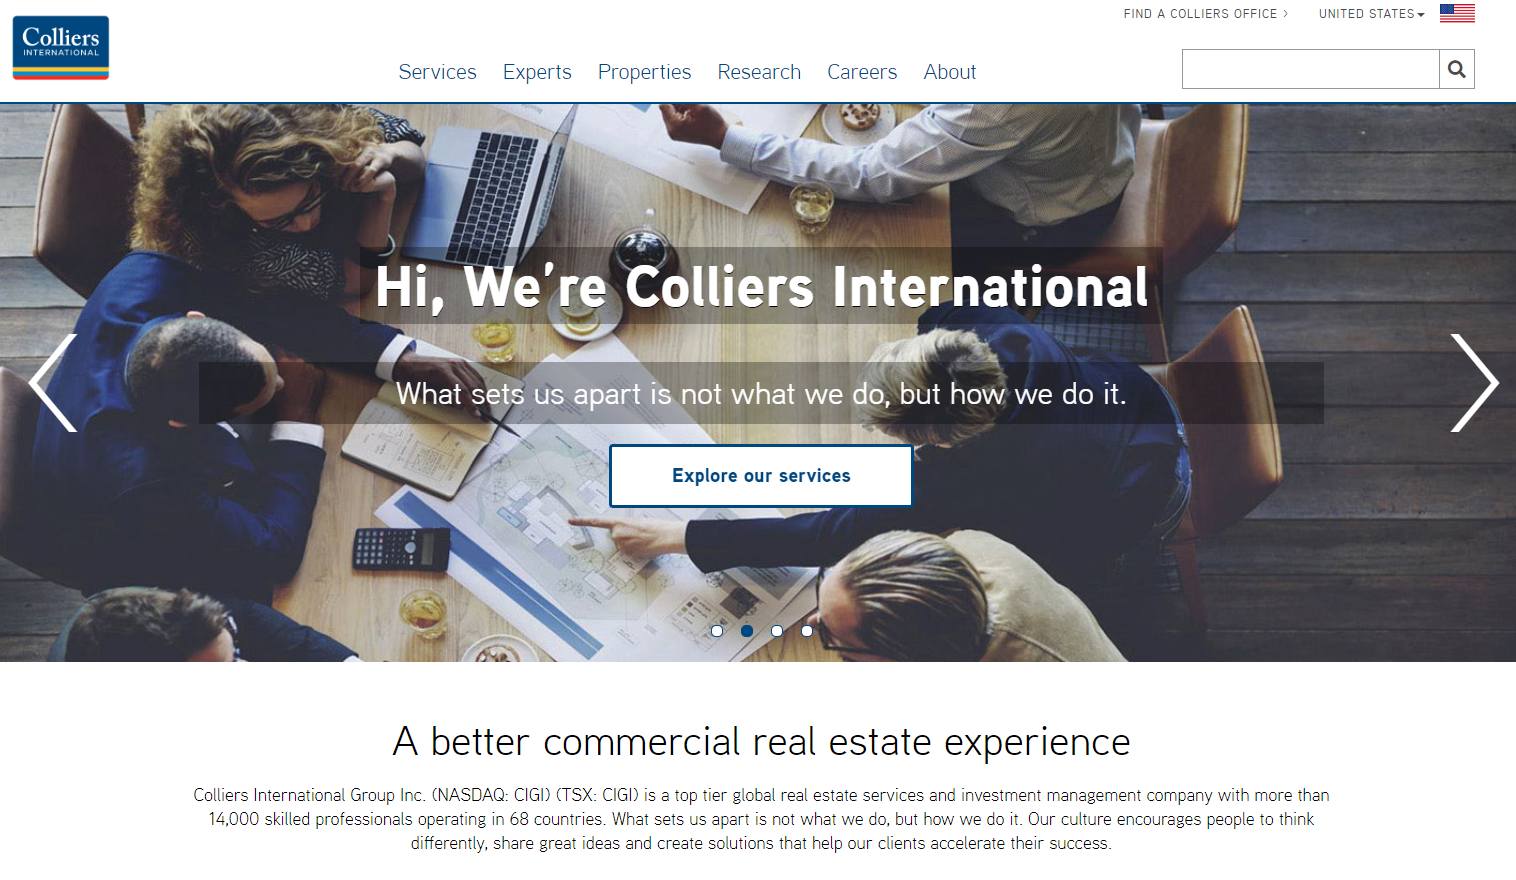 FIND A COLLIERS OFFICE >
UNITED STATES
Colliers
INTERNATIONAL
Services Experts Properties Research Careers About
Hi, We're Colliers International
What sets us apart is not what we do, but how we do it.
Explore our services
A better commercial real estate experience
Colliers International Group Inc. (NASDAQ: CIGI) (TSX: CIGI) is a top tier global real estate services and investment management company with more than
14,000 skilled professionals operating in 68 countries. What sets us apart is not what we do, but how we do it. Our culture encourages people to think
differently, share great ideas and create solutions that help our clients accelerate their success.